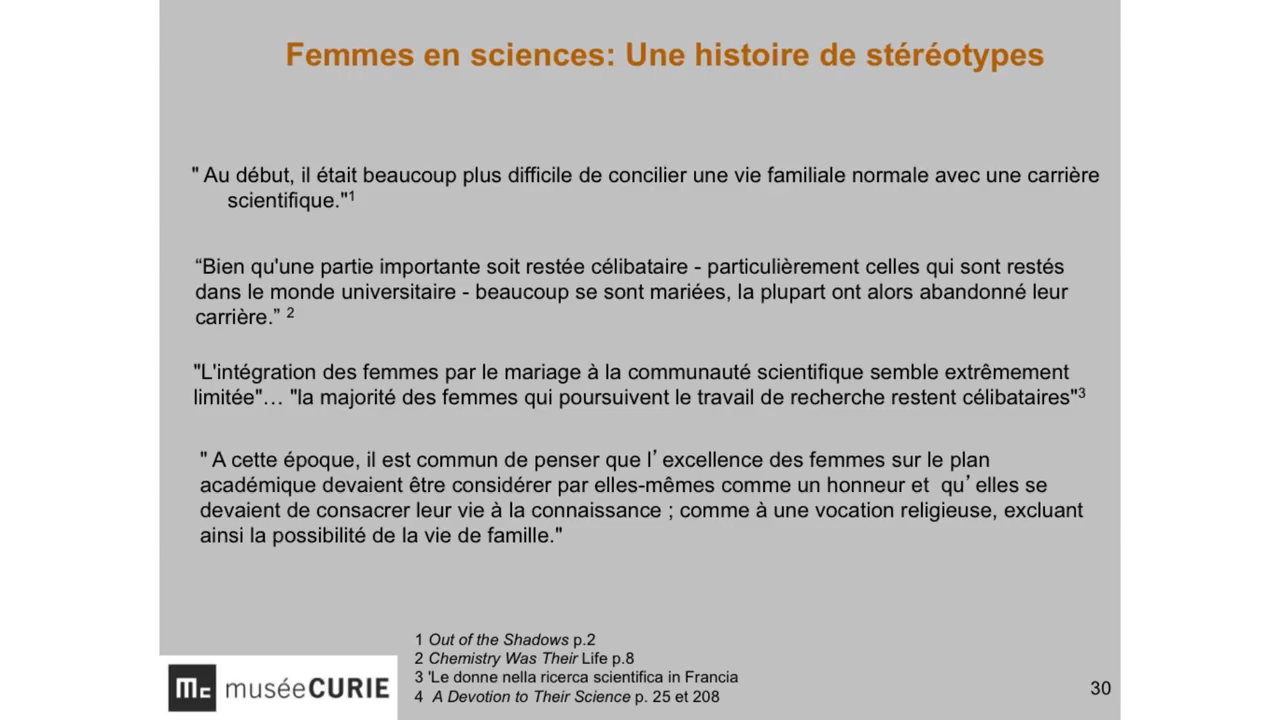 Femmes en sciences: Une histoire de stéréotypes
" Au début, il était beaucoup plus difficile de concilier une vie familiale normale avec une carrière
scientifique."1
“Bien qu'une partie importante soit restée célibataire - particulièrement celles qui sont restés
dans le monde universitaire - beaucoup se sont mariées, la plupart ont alors abandonné leur
carrière.” 2
"L'intégration des femmes par le mariage à la communauté scientifique semble extrêmement
limitée"… "la majorité des femmes qui poursuivent le travail de recherche restent célibataires"3
" A cette époque, il est commun de penser que l’excellence des femmes sur le plan
académique devaient être considérer par elles-mêmes comme un honneur et qu’elles se
devaient de consacrer leur vie à la connaissance ; comme à une vocation religieuse, excluant
ainsi la possibilité de la vie de famille."
1 Out of the Shadows p.2
2 Chemistry Was Their Life p.8
3 'Le donne nella ricerca scientifica in Francia
4 A Devotion to Their Science p. 25 et 208
Mc muséeCURIE
30